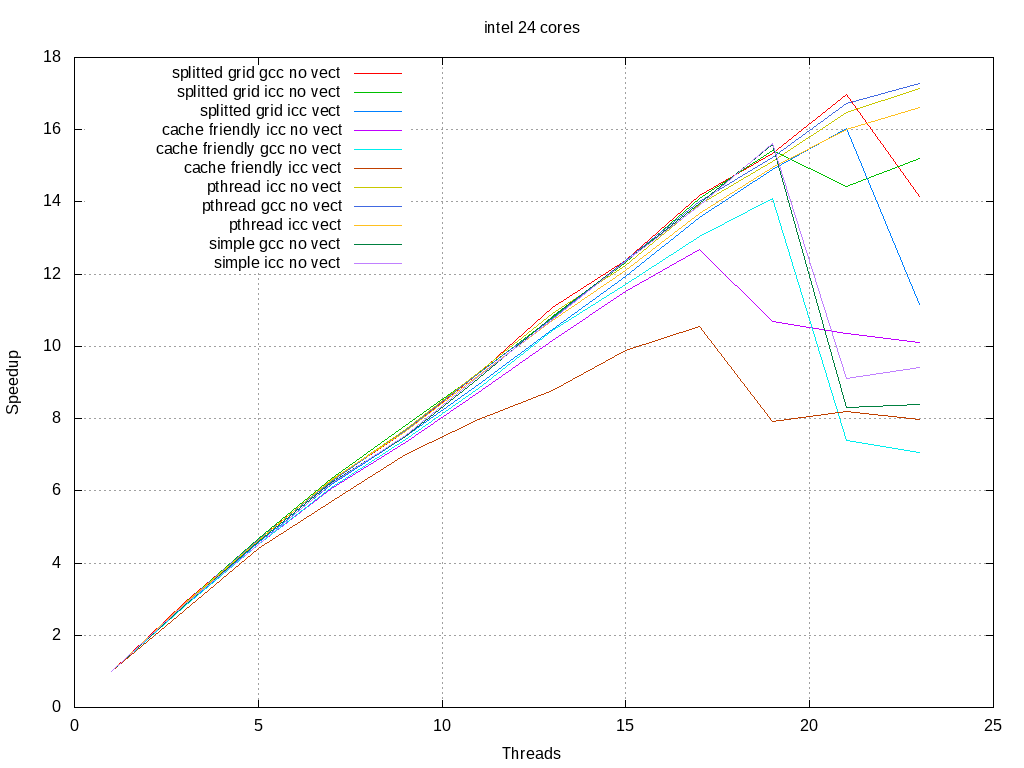 intel 24 cores
18
16
14
12
10
8
6
4
2
0
splitted grid gcc no vect
splitted grid icc no vect
splitted grid icc vect
cache friendly icc no vect
cache friendly gcc no vect
cache friendly icc vect
pthread icc no vect
pthread gcc no vect
pthread icc vect
simple gcc no vect
simple icc no vect
Speedup
0 5 10 15 20 25
Threads